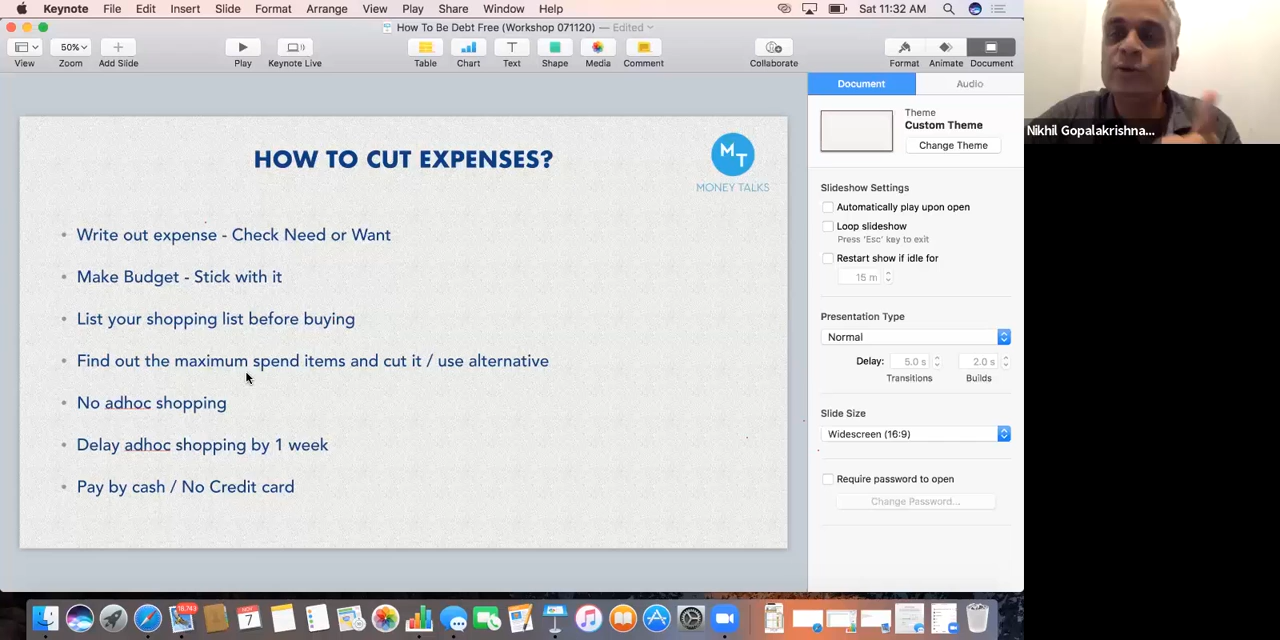 Keynote File Edit Insert Slide Format Arrange View Play Share Window Help Sat 11:32 AM
How To Be Debt Free (Workshop 071120) — Edited
50%
View Zoom Add Slide Play Keynote Live Table Chart Text Shape Media Comment Collaborate Format Animate Document
HOW TO CUT EXPENSES?
MT
MONEY TALKS
• Write out expense - Check Need or Want
• Make Budget - Stick with it
• List your shopping list before buying
• Find out the maximum spend items and cut it / use alternative
• No adhoc shopping
• Delay adhoc shopping by 1 week
• Pay by cash / No Credit card
Document Audio
Theme
Custom Theme
Change Theme
Slideshow Settings
Automatically play upon open
Loop slideshow
Press 'Esc' key to exit
Restart show if idle for
15 m
Presentation Type
Normal
Delay: 5.0 s 2.0 s
Transitions Builds
Slide Size
Widescreen (16:9)
Require password to open
Change Password...
Nikhil Gopalakrishna...
18,743
NOV
7